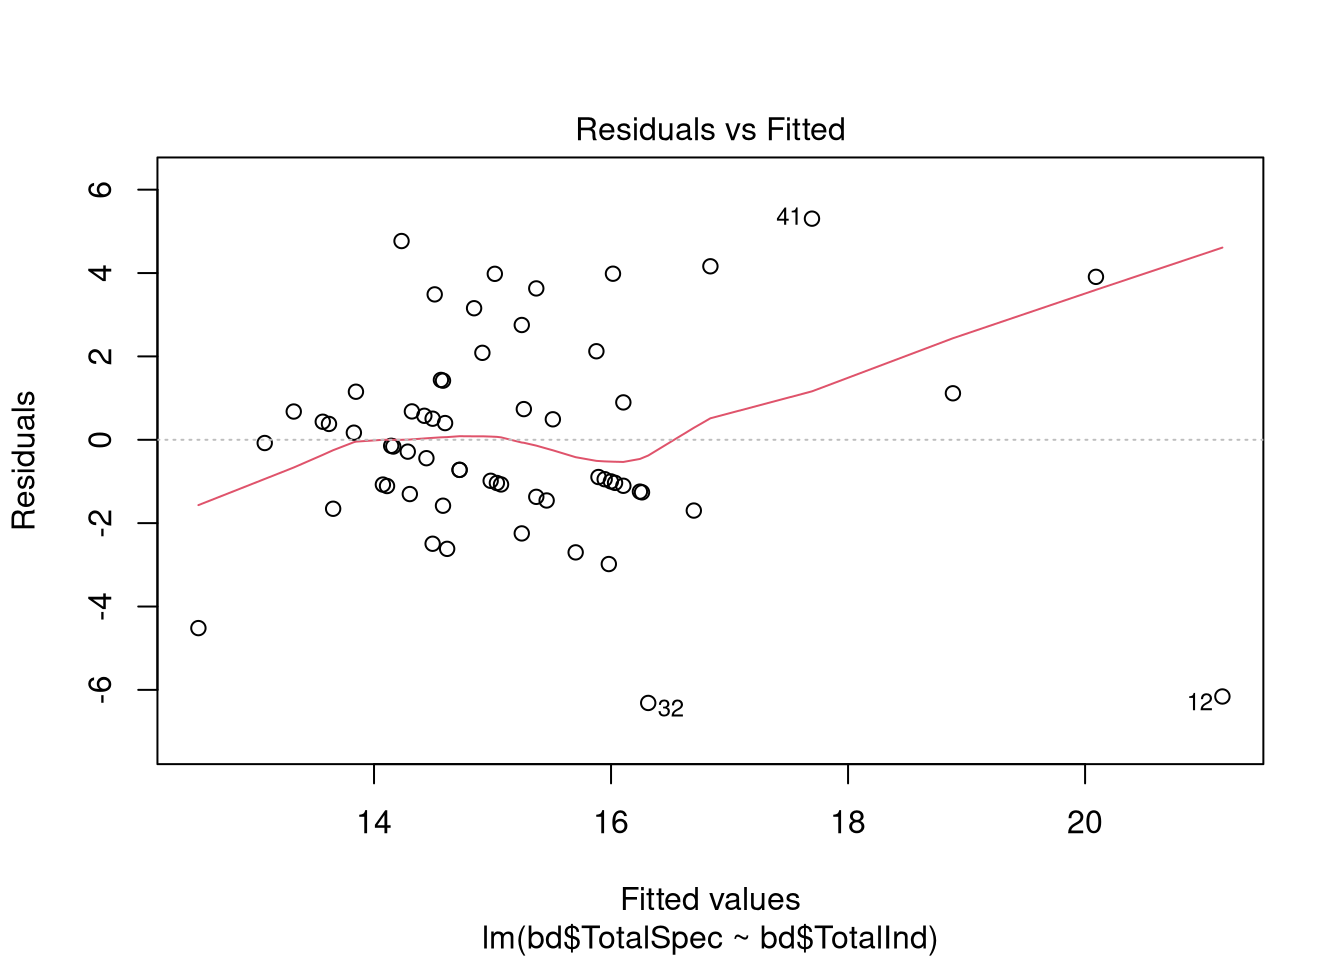 Residuals vs Fitted
6
4
2
0
-2
-4
-6
Residuals
41
32
12
14 16 18 20
Fitted values
lm(bd$TotalSpec ~ bd$TotalInd)